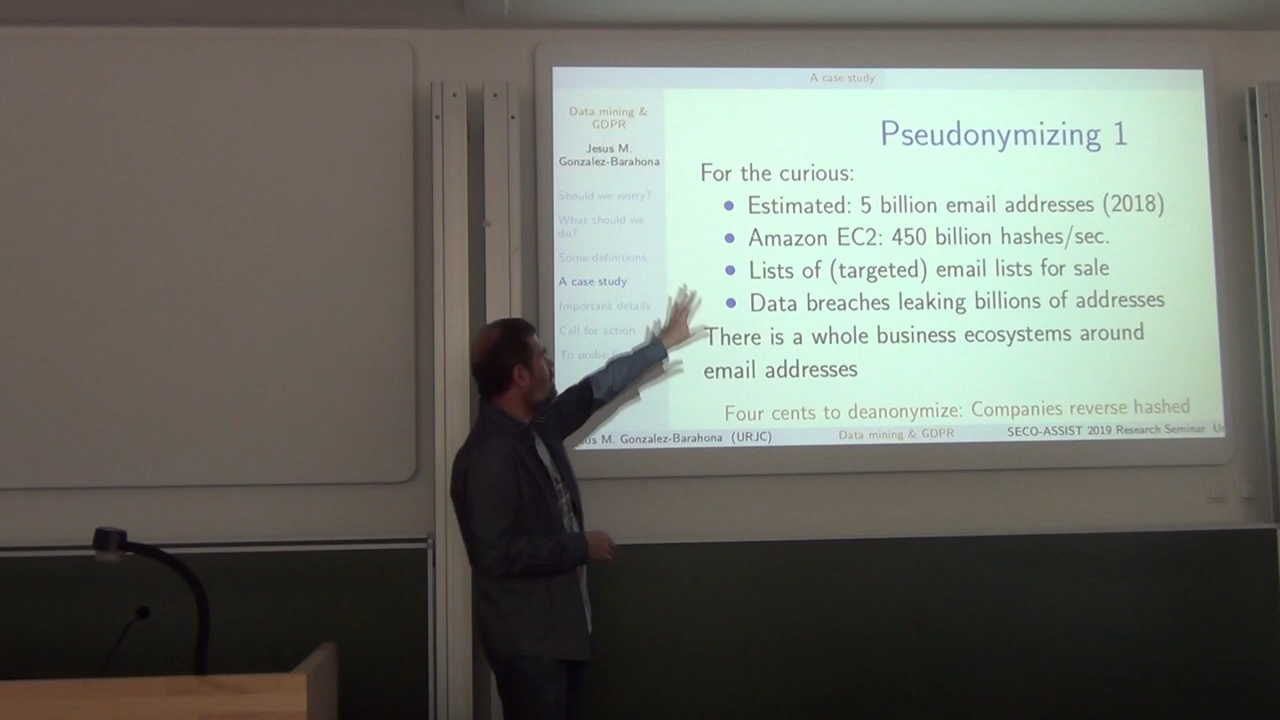 A case study
Data mining &
GDPR
Jesus M.
Gonzalez-Barahona
Should we worry?
What should we
do?
Some definitions
A case study
Important details
Call for action
To probe
Pseudonymizing 1
For the curious:
Estimated: 5 billion email addresses (2018)
Amazon EC2: 450 billion hashes/sec.
Lists of (targeted) email lists for sale
Data breaches leaking billions of addresses
There is a whole business ecosystems around
email addresses
Four cents to deanonymize: Companies reverse hashed
M. Gonzalez-Barahona (URJC) Data mining & GDPR SECO-ASSIST 2019 Research Seminar